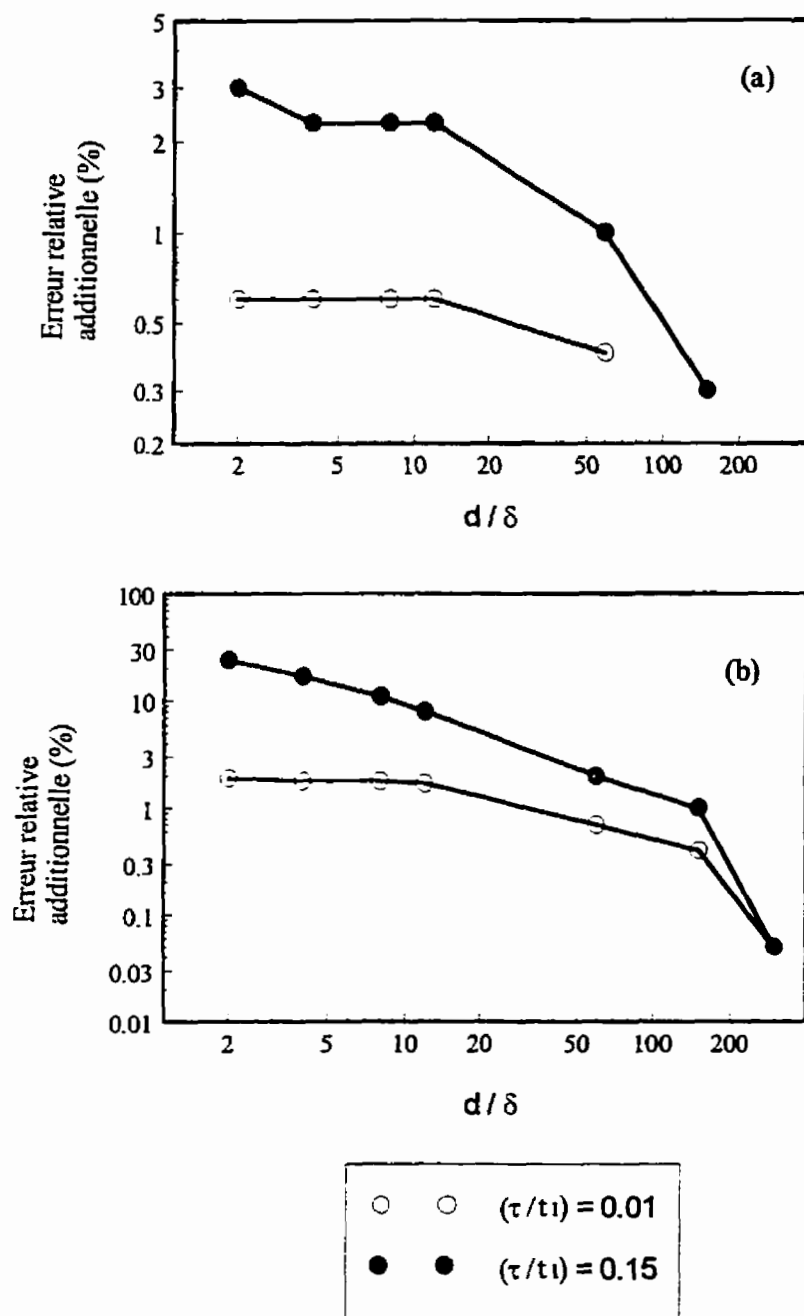 (a)
5
3
2
1
0.5
0.3
0.2
Erreur relative
additionnelle (%)
2 5 10 20 50 100 200
d / δ
(b)
100
30
10
3
1
0.3
0.1
0.03
0.01
Erreur relative
additionnelle (%)
2 5 10 20 50 100 200
d / δ
(τ/t1) = 0.01
(τ/t1) = 0.15